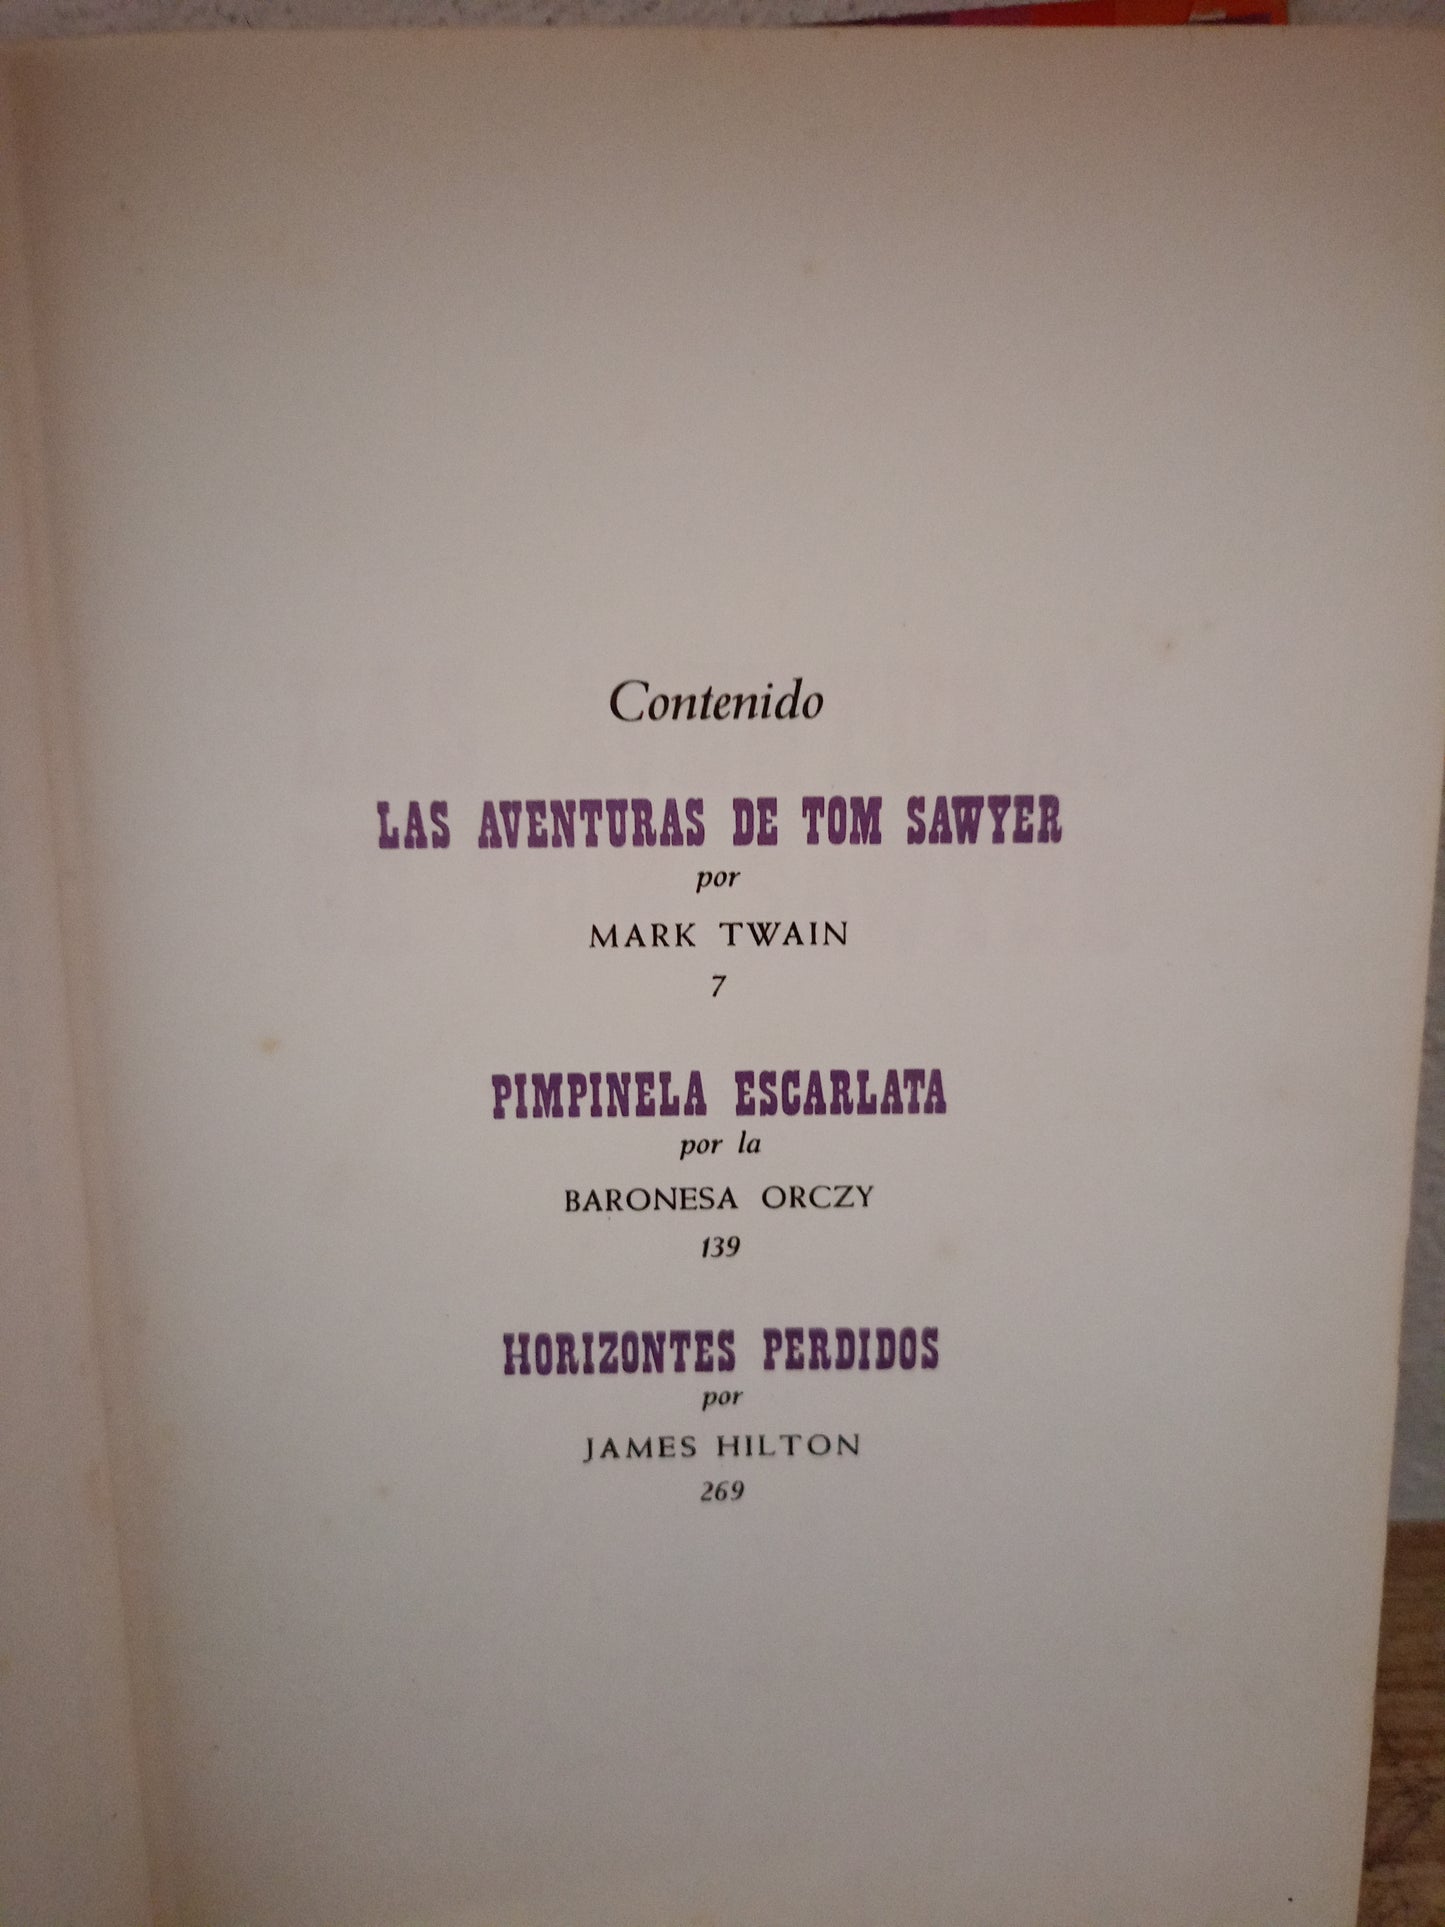 Contenido
LAS AVENTURAS DE TOM SAWYER
por
MARK TWAIN
7
PIMPINELA ESCARLATA
por la
BARONESA ORCZY
139
HORIZONTES PERDIDOS
por
JAMES HILTON
269